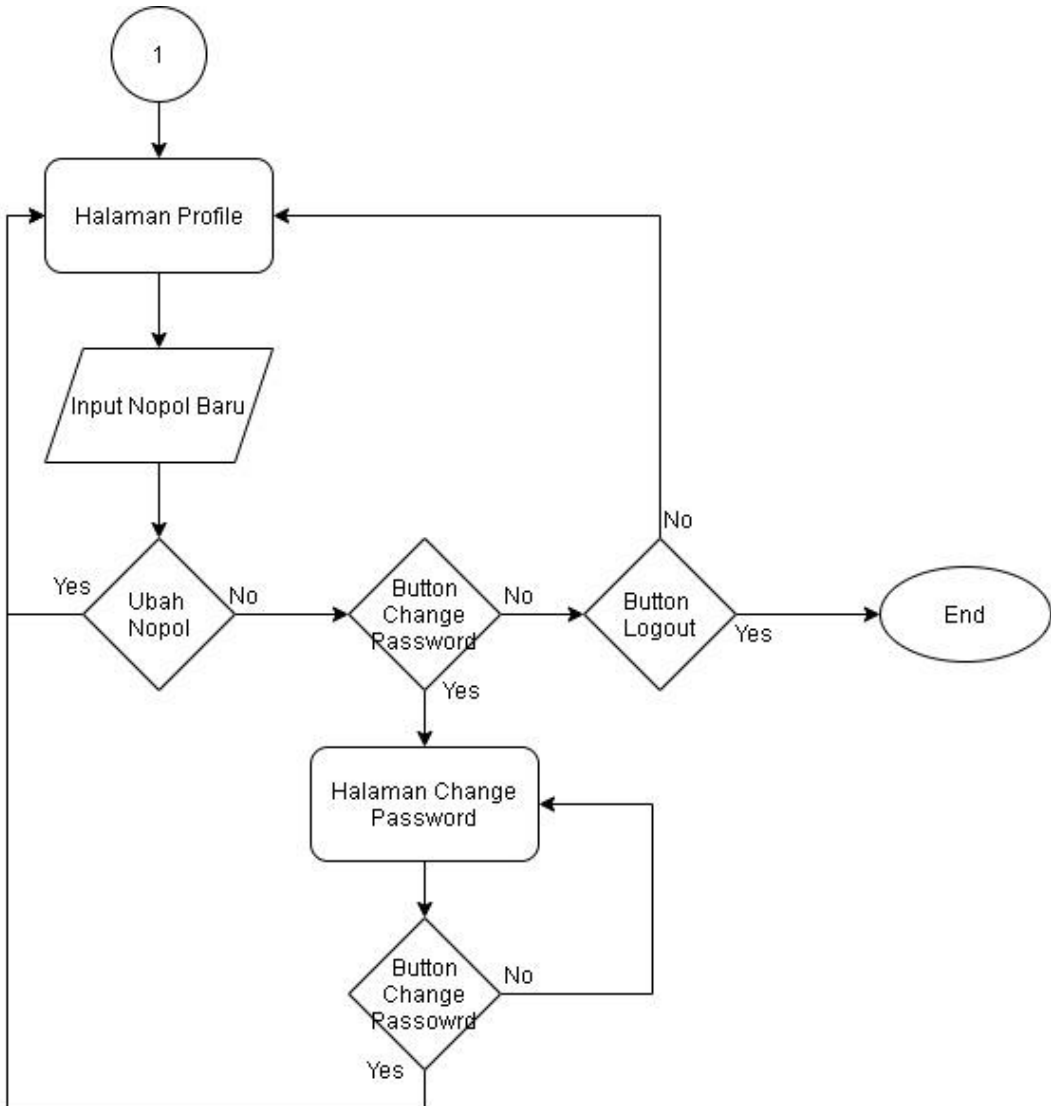 1
Halaman Profile
Input Nopol Baru
Yes
Ubah
Nopol
No
Button
Change
Password
No
Yes
No
Button
Logout
Yes
End
Halaman Change
Password
Button
Change
Passowrd
No
Yes